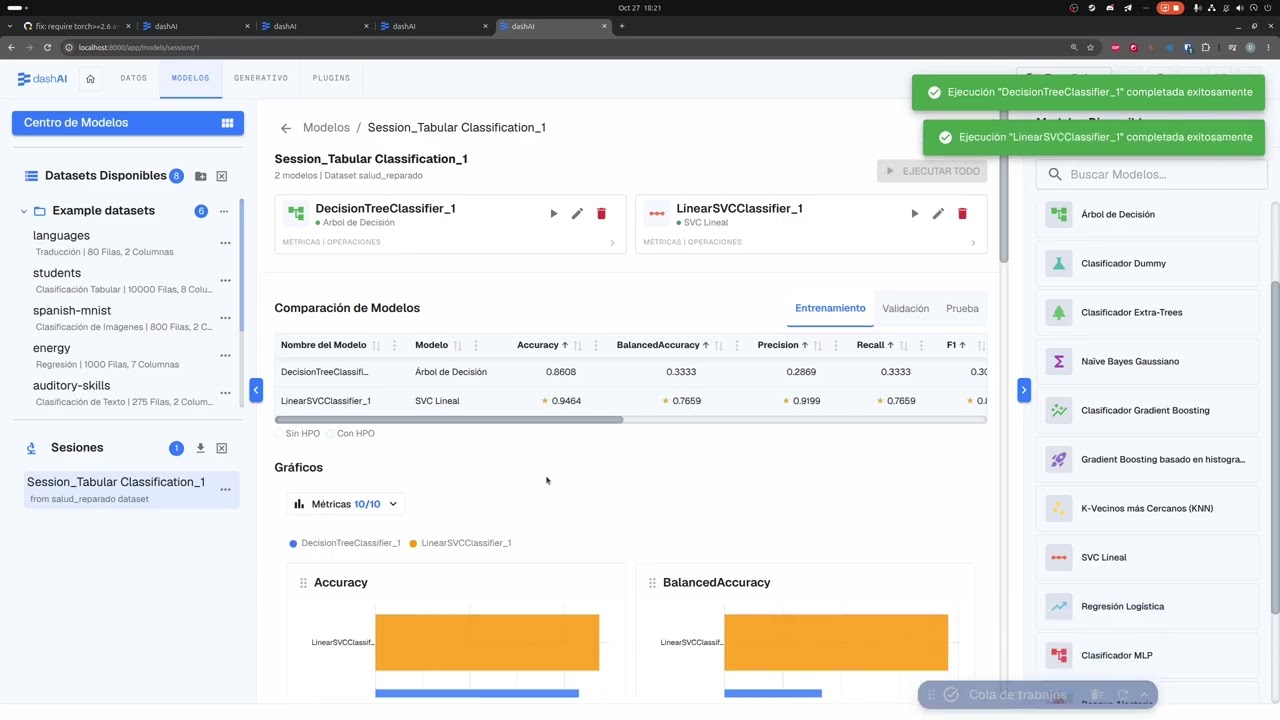 Oct 27 18:21
fix: require torch>=2.6 a
dashAI
dashAI
dashAI
dashAI
localhost:8000/app/models/sessions/1
dashAI
DATOS
MODELOS
GENERATIVO
PLUGINS
Ejecución "DecisionTreeClassifier_1" completada exitosamente
Ejecución "LinearSVCClassifier_1" completada exitosamente
Centro de Modelos
Datasets Disponibles 8
Example datasets 6
languages
Traducción | 80 Filas, 2 Columnas
students
Clasificación Tabular | 10000 Filas, 8 Colu...
spanish-mnist
Clasificación de Imágenes | 800 Filas, 2 C...
energy
Regresión | 1000 Filas, 7 Columnas
auditory-skills
Clasificación de Texto | 275 Filas, 2 Colum...
Sesiones 1
Session_Tabular Classification_1
from salud_reparado dataset
Modelos / Session_Tabular Classification_1
Session_Tabular Classification_1
2 modelos | Dataset salud_reparado
EJECUTAR TODO
DecisionTreeClassifier_1
Arbol de Decisión
MÉTRICAS | OPERACIONES
LinearSVCClassifier_1
SVC Lineal
MÉTRICAS | OPERACIONES
Comparación de Modelos
Entrenamiento
Validación
Prueba
Nombre del Modelo Modelo Accuracy ↑ BalancedAccuracy ↑ Precision ↑ Recall ↑ F1 ↑
DecisionTreeClassifi... Árbol de Decisión 0.8608 0.3333 0.2869 0.3333 0.30
LinearSVCClassifier_1 SVC Lineal ★ 0.9464 ★ 0.7659 ★ 0.9199 ★ 0.7659 ★ 0.8
Sin HPO Con HPO
Gráficos
Métricas 10/10
DecisionTreeClassifier_1 LinearSVCClassifier_1
Accuracy
LinearSVCClassif...
BalancedAccuracy
LinearSVCClassif...
Buscar Modelos...
Árbol de Decisión
Clasificador Dummy
Clasificador Extra-Trees
Naïve Bayes Gaussiano
Clasificador Gradient Boosting
Gradient Boosting basado en histogra...
K-Vecinos más Cercanos (KNN)
SVC Lineal
Regresión Logística
Clasificador MLP
Cola de trabajos